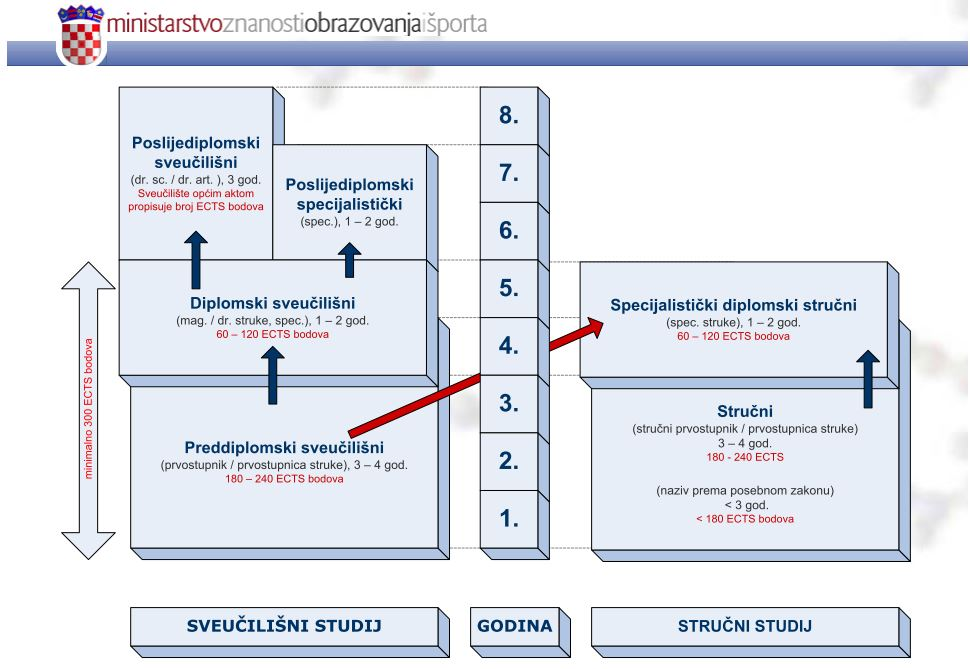 ministarstvoznanostiobrazovanjaišporta
Poslijediplomski
sveučilišni
(dr. sc. / dr. art. ), 3 god.
Sveučilište općim aktom
propisuje broj ECTS bodova
Poslijediplomski
specijalistički
(spec.), 1 – 2 god.
Diplomski sveučilišni
(mag. / dr. struke, spec.), 1 – 2 god.
60 – 120 ECTS bodova
minimalno 300 ECTS bodova
Preddiplomski sveučilišni
(prvostupnik / prvostupnica struke), 3 – 4 god.
180 – 240 ECTS bodova
8.
7.
6.
5.
4.
3.
2.
1.
Specijalistički diplomski stručni
(spec. struke), 1 – 2 god.
60 – 120 ECTS bodova
Stručni
(stručni prvostupnik / prvostupnica struke)
3 – 4 god.
180 - 240 ECTS
(naziv prema posebnom zakonu)
< 3 god.
< 180 ECTS bodova
SVEUČILIŠNI STUDIJ
GODINA
STRUČNI STUDIJ